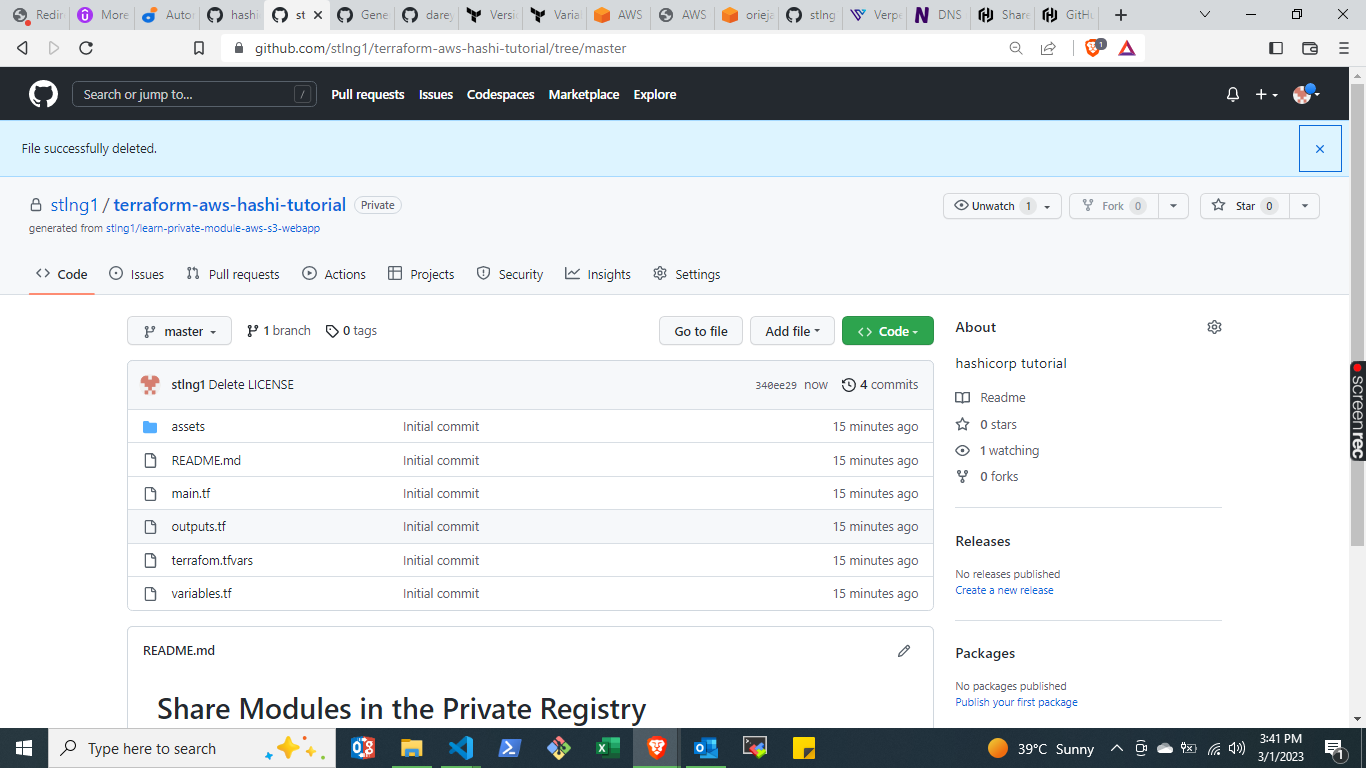 Redir
More
Autor
hashi
st
Gene
darey
Versi
Varial
AWS
AWS
orieja
stlng
Verpe
DNS
Share
GitHu
github.com/stlng1/terraform-aws-hashi-tutorial/tree/master
1
Search or jump to...
/
Pull requests
Issues
Codespaces
Marketplace
Explore
File successfully deleted.
stlng1 / terraform-aws-hashi-tutorial Private
Unwatch 1
Fork 0
Star 0
generated from stlng1/learn-private-module-aws-s3-webapp
Code
Issues
Pull requests
Actions
Projects
Security
Insights
Settings
master
1 branch
0 tags
Go to file
Add file
Code
stlng1 Delete LICENSE
340ee29 now
4 commits
assets Initial commit 15 minutes ago
README.md Initial commit 15 minutes ago
main.tf Initial commit 15 minutes ago
outputs.tf Initial commit 15 minutes ago
terrafom.tfvars Initial commit 15 minutes ago
variables.tf Initial commit 15 minutes ago
README.md
Share Modules in the Private Registry
About
hashicorp tutorial
Readme
0 stars
1 watching
0 forks
Releases
No releases published
Create a new release
Packages
No packages published
Publish your first package
screenrec
Type here to search
39°C Sunny
3:41 PM
3/1/2023
1